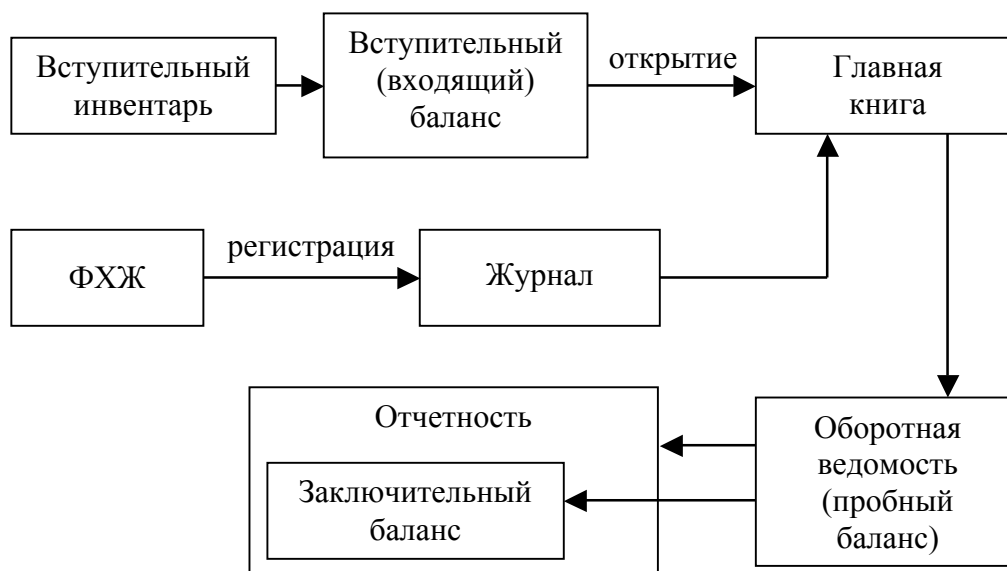 Вступительный
инвентарь
Вступительный
(входящий)
баланс
открытие
Главная
книга
ФХЖ
регистрация
Журнал
Отчетность
Заключительный
баланс
Оборотная
ведомость
(пробный
баланс)